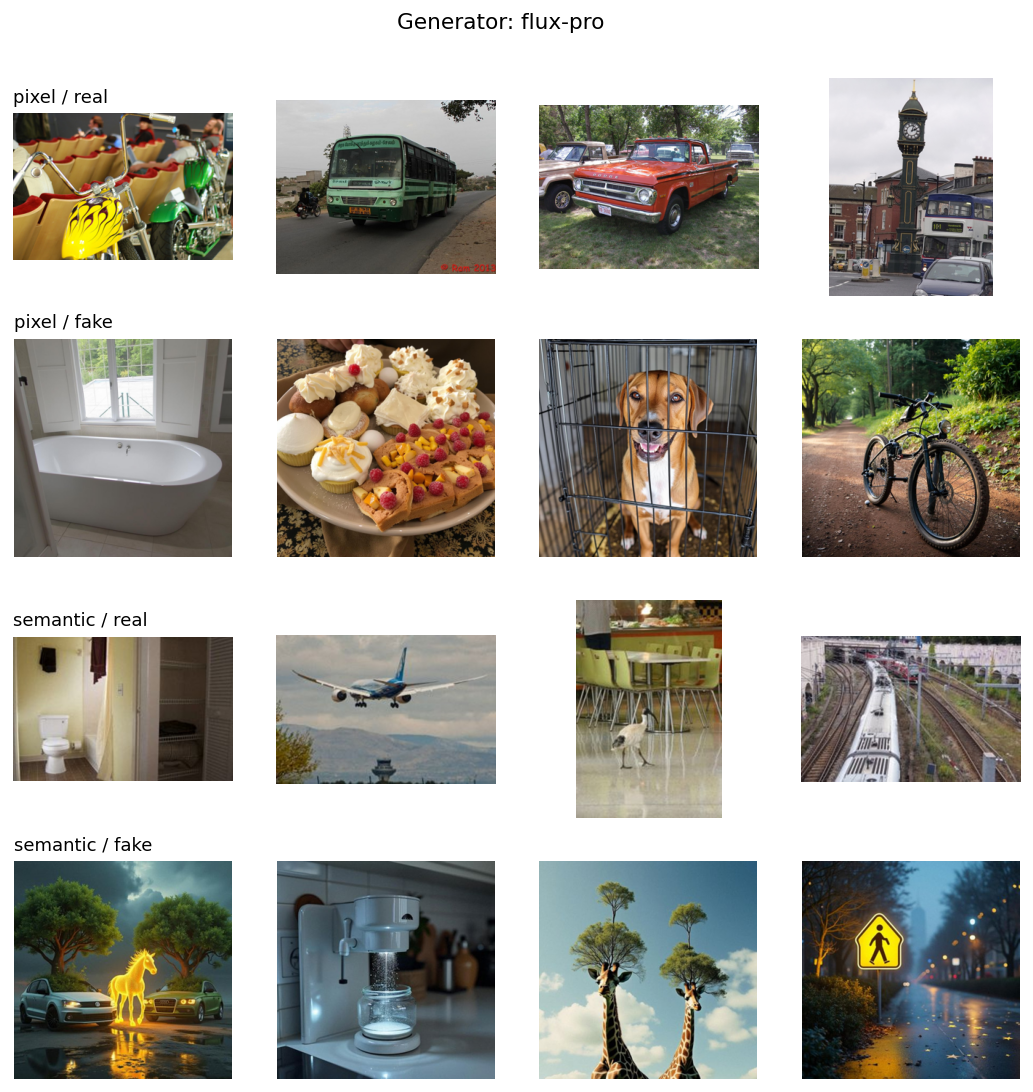 Generator: flux-pro
pixel / real
pixel / fake
semantic / real
semantic / fake